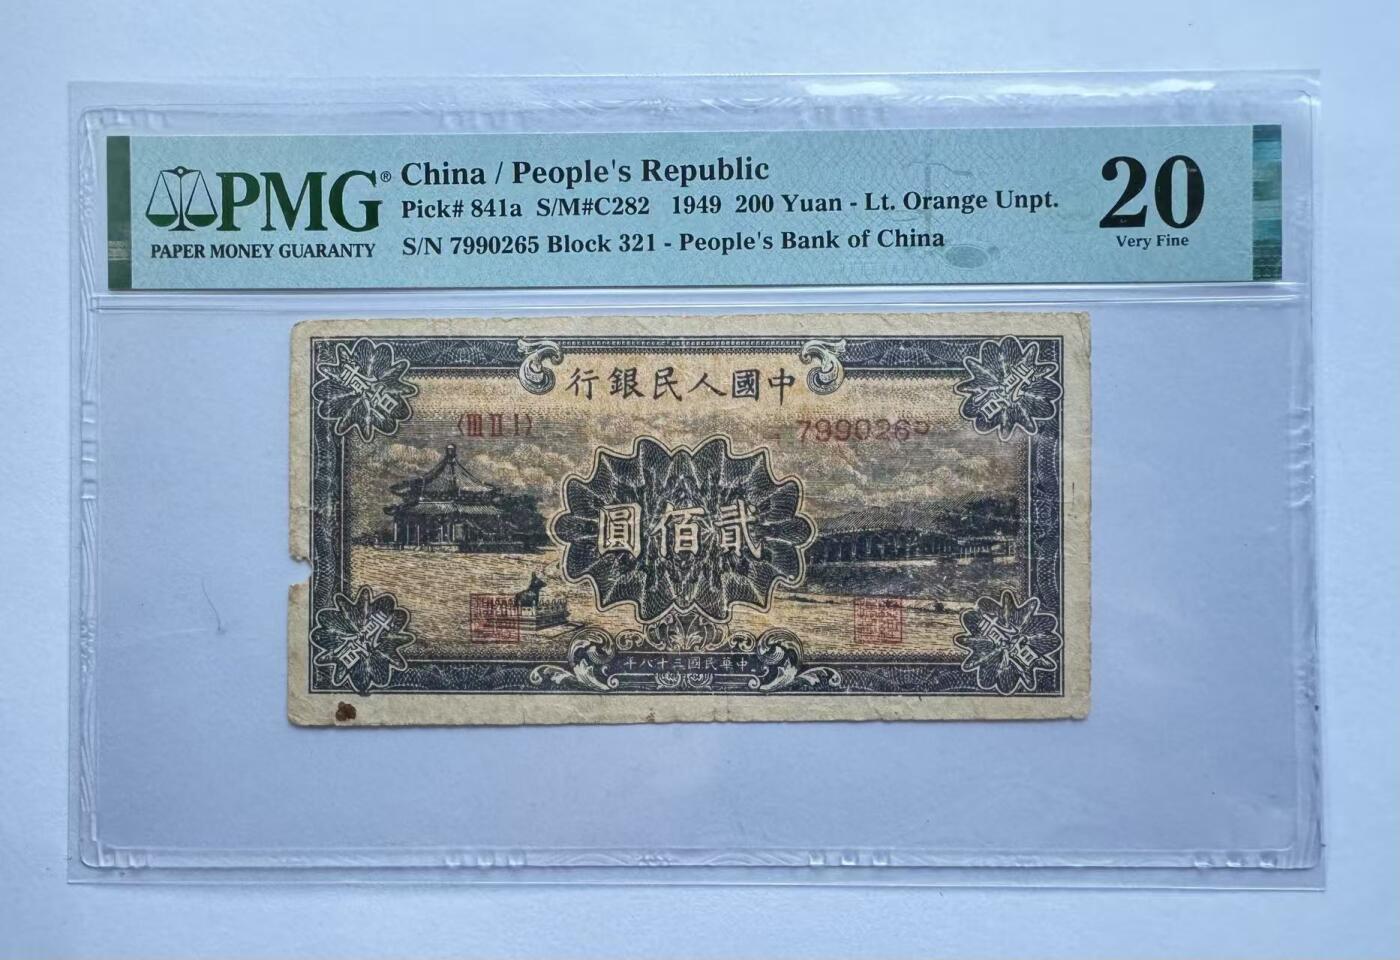 PMG®
PAPER MONEY GUARANTY
China / People's Republic
Pick# 841a S/M#C282 1949 200 Yuan - Lt. Orange Unpt.
S/N 7990265 Block 321 - People's Bank of China
20
Very Fine
行銀民人國中
〈III II I〉
7990265
圓佰貳
貳佰
貳佰
貳佰
貳佰
年八十三國民華中